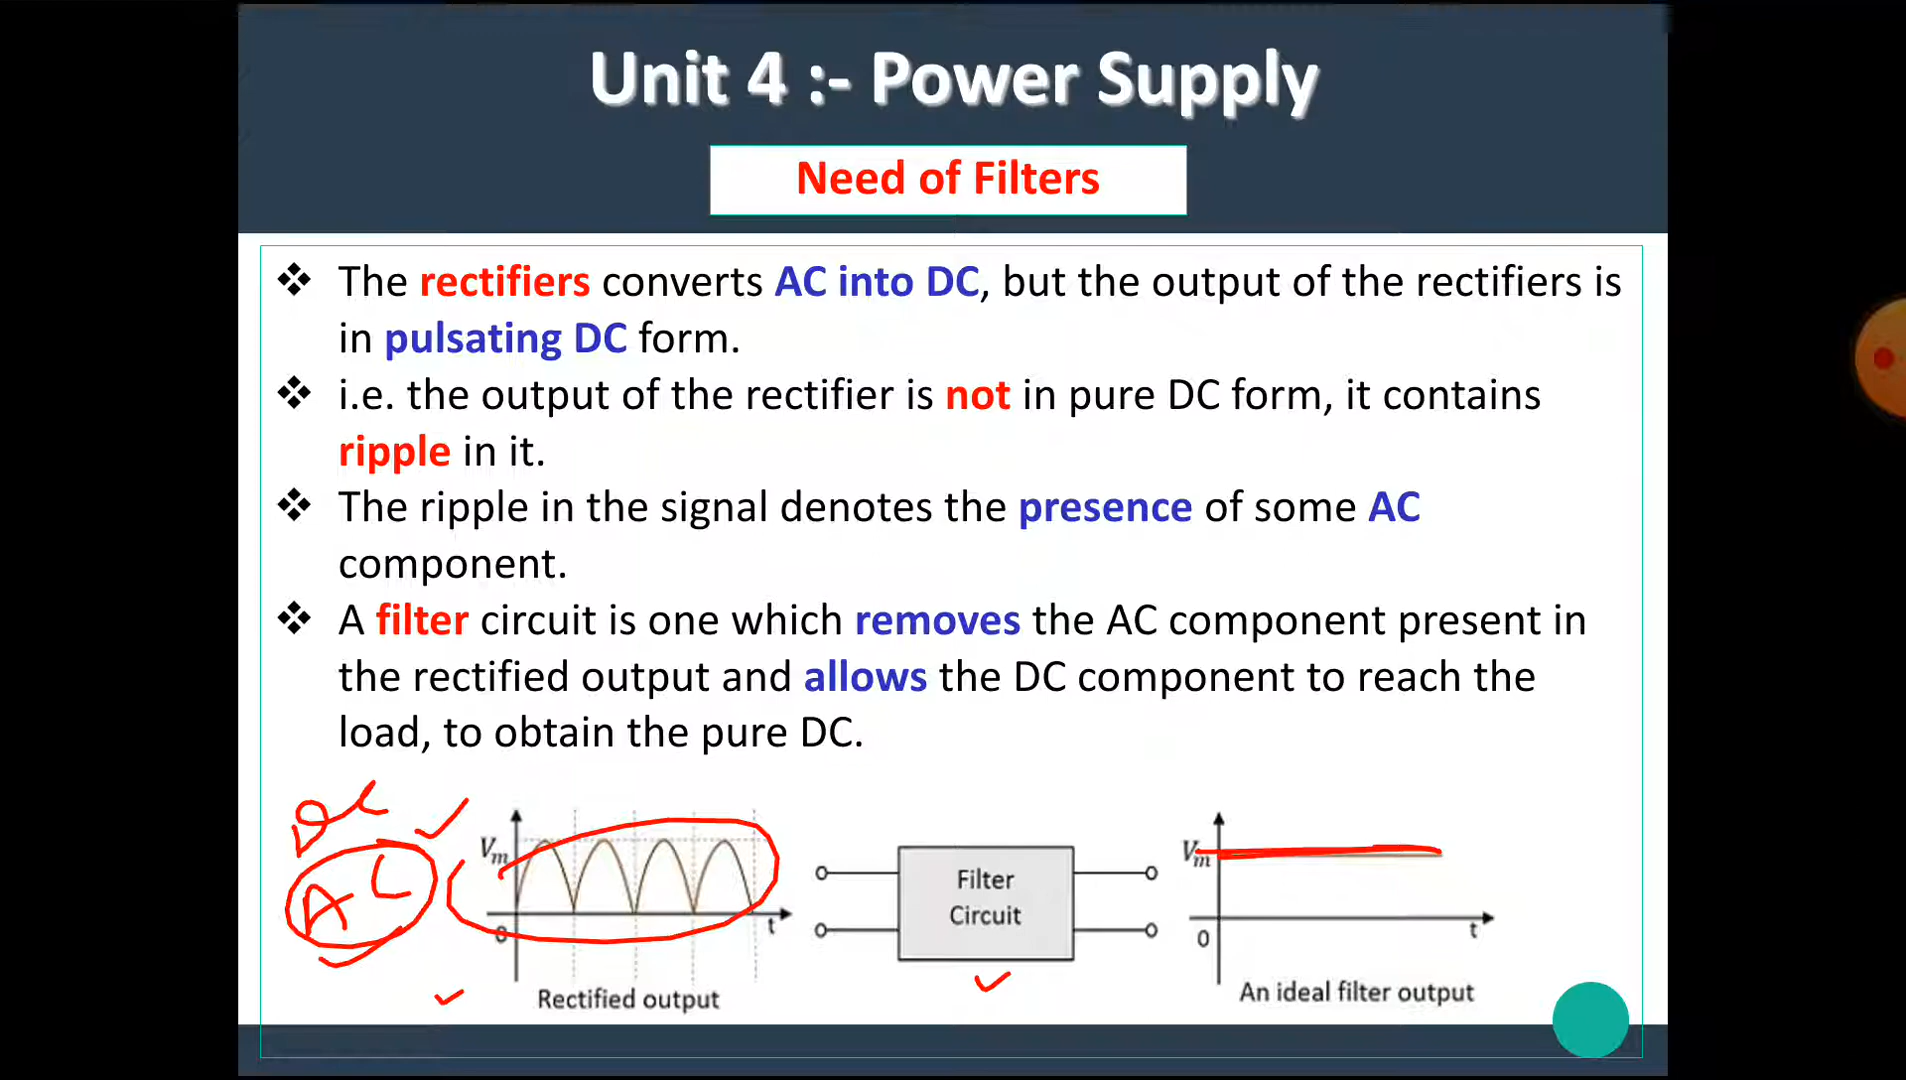 Unit 4 :- Power Supply
Need of Filters
❖ The rectifiers converts AC into DC, but the output of the rectifiers is
in pulsating DC form.
❖ i.e. the output of the rectifier is not in pure DC form, it contains
ripple in it.
❖ The ripple in the signal denotes the presence of some AC
component.
❖ A filter circuit is one which removes the AC component present in
the rectified output and allows the DC component to reach the
load, to obtain the pure DC.
DC
AC
Vm
0
t
Rectified output
Filter
Circuit
Vm
0
t
An ideal filter output